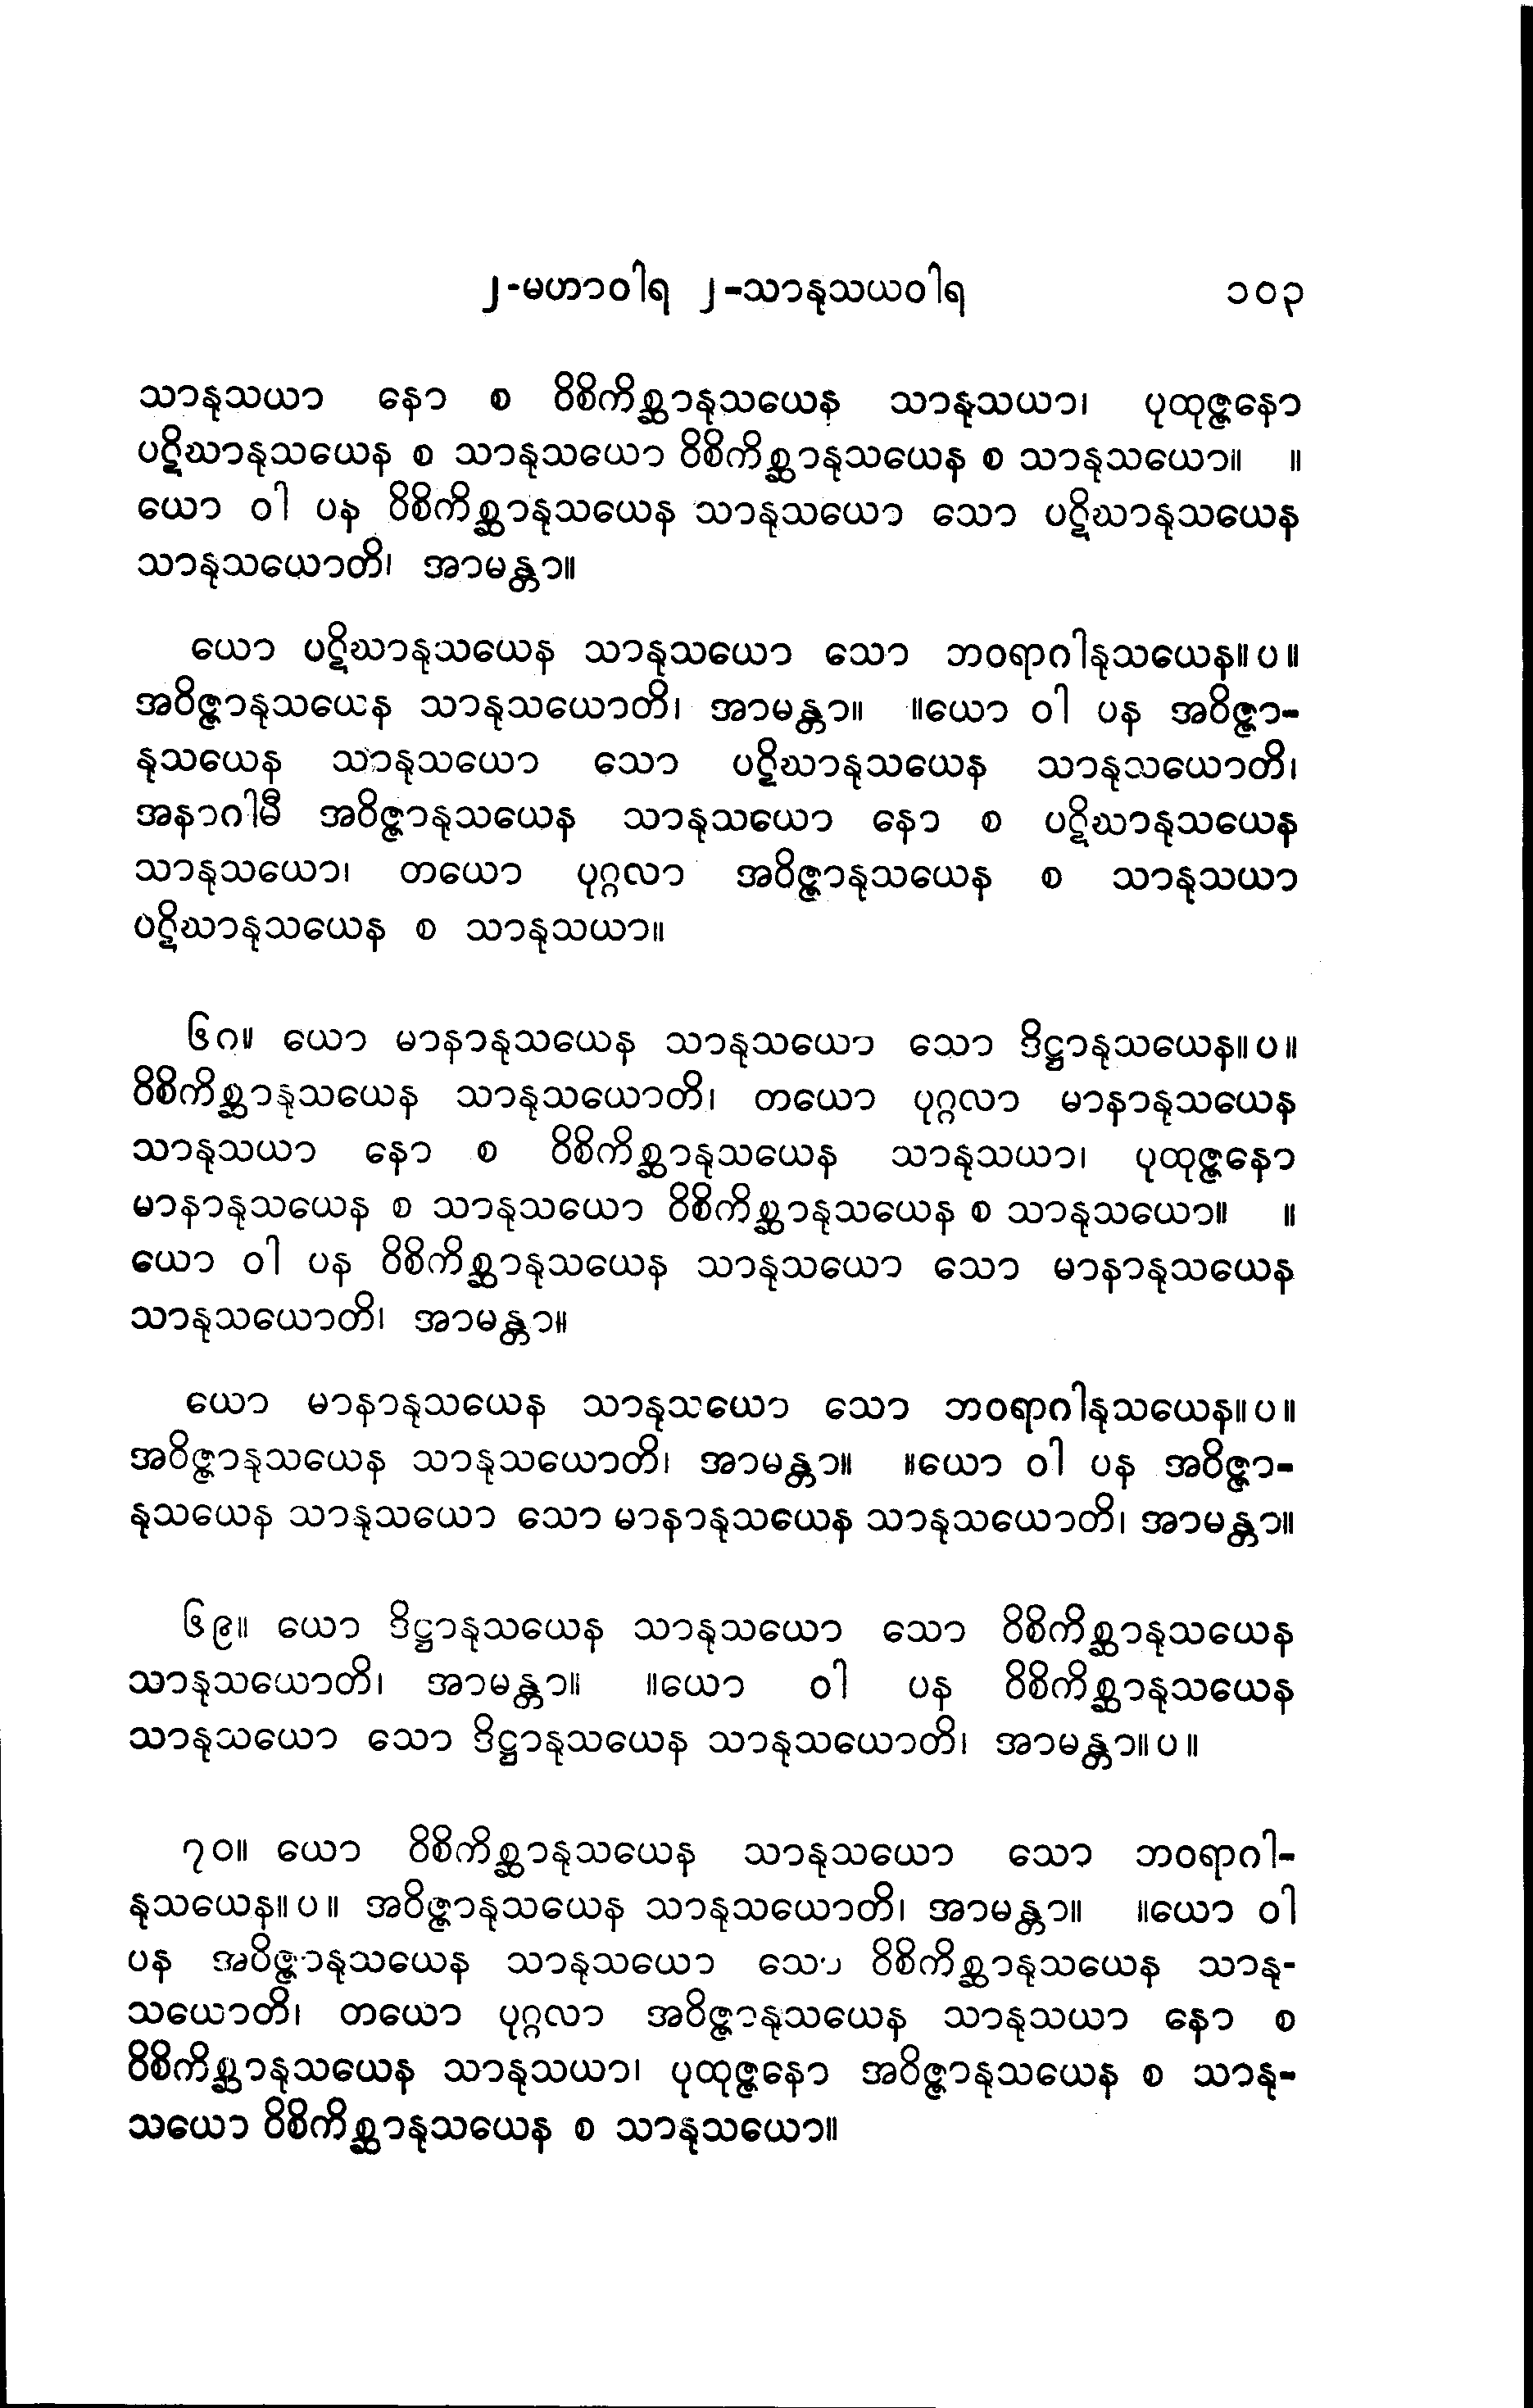 ၂-မဟာဝါရ ၂-သာနုသယဝါရ ၁၀၃
သာနုသယာ နော စ ဝိစိကိစ္ဆာနုသယေန သာနုသယာ၊ ပုထုဇ္ဇနော
ပဋိဃာနုသယေန စ သာနုသယော ဝိစိကိစ္ဆာနုသယေန စ သာနုသယော။ ။
ယော ဝါ ပန ဝိစိကိစ္ဆာနုသယေန သာနုသယော သော ပဋိဃာနုသယေန
သာနုသယောတိ၊ အာမန္တာ။
ယော ပဋိဃာနုသယေန သာနုသယော သော ဘဝရာဂါနုသယေန။ပ။
အဝိဇ္ဇာနုသယေန သာနုသယောတိ၊ အာမန္တာ။ ။ယော ဝါ ပန အဝိဇ္ဇာ-
နုသယေန သာနုသယော သော ပဋိဃာနုသယေန သာနုသယောတိ၊
အနာဂါမီ အဝိဇ္ဇာနုသယေန သာနုသယော နော စ ပဋိဃာနုသယေန
သာနုသယော၊ တယော ပုဂ္ဂလာ အဝိဇ္ဇာနုသယေန စ သာနုသယာ
ပဋိဃာနုသယေန စ သာနုသယာ။
၆၈။ ယော မာနာနုသယေန သာနုသယော သော ဒိဋ္ဌာနုသယေန။ပ။
ဝိစိကိစ္ဆာနုသယေန သာနုသယောတိ၊ တယော ပုဂ္ဂလာ မာနာနုသယေန
သာနုသယာ နော စ ဝိစိကိစ္ဆာနုသယေန သာနုသယာ၊ ပုထုဇ္ဇနော
မာနာနုသယေန စ သာနုသယော ဝိစိကိစ္ဆာနုသယေန စ သာနုသယော။ ။
ယော ဝါ ပန ဝိစိကိစ္ဆာနုသယေန သာနုသယော သော မာနာနုသယေန
သာနုသယောတိ၊ အာမန္တာ။
ယော မာနာနုသယေန သာနုသယော သော ဘဝရာဂါနုသယေန။ပ။
အဝိဇ္ဇာနုသယေန သာနုသယောတိ၊ အာမန္တာ။ ။ယော ဝါ ပန အဝိဇ္ဇာ-
နုသယေန သာနုသယော သော မာနာနုသယေန သာနုသယောတိ၊ အာမန္တာ။
၆၉။ ယော ဒိဋ္ဌာနုသယေန သာနုသယော သော ဝိစိကိစ္ဆာနုသယေန
သာနုသယောတိ၊ အာမန္တာ။ ။ယော ဝါ ပန ဝိစိကိစ္ဆာနုသယေန
သာနုသယော သော ဒိဋ္ဌာနုသယေန သာနုသယောတိ၊ အာမန္တာ။ပ။
၇၀။ ယော ဝိစိကိစ္ဆာနုသယေန သာနုသယော သော ဘဝရာဂါ-
နုသယေန။ပ။ အဝိဇ္ဇာနုသယေန သာနုသယောတိ၊ အာမန္တာ။ ။ယော ဝါ
ပန အဝိဇ္ဇာနုသယေန သာနုသယော သော ဝိစိကိစ္ဆာနုသယေန သာနု-
သယောတိ၊ တယော ပုဂ္ဂလာ အဝိဇ္ဇာနုသယေန သာနုသယာ နော စ
ဝိစိကိစ္ဆာနုသယေန သာနုသယာ၊ ပုထုဇ္ဇနော အဝိဇ္ဇာနုသယေန စ သာနု-
သယော ဝိစိကိစ္ဆာနုသယေန စ သာနုသယော။